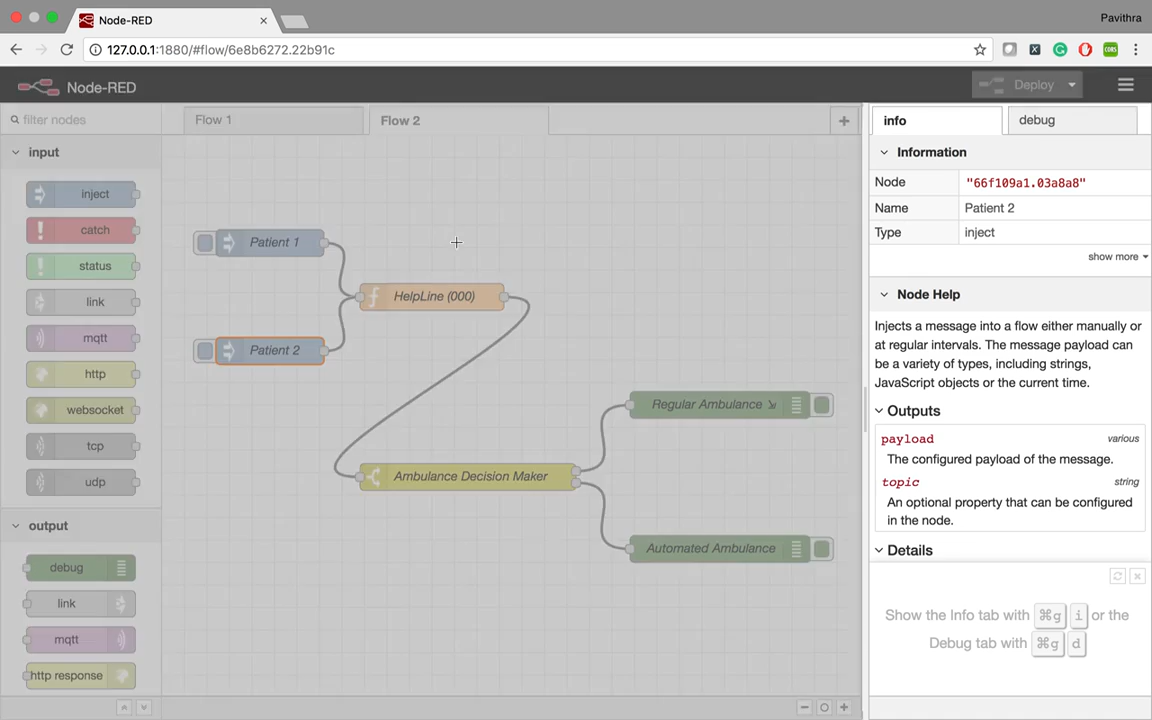 Node-RED
Pavithra
127.0.0.1:1880/#flow/6e8b6272.22b91c
Node-RED
Deploy
filter nodes
Flow 1
Flow 2
input
inject
catch
status
link
mqtt
http
websocket
tcp
udp
output
debug
link
mqtt
http response
Patient 1
HelpLine (000)
Patient 2
Regular Ambulance
Ambulance Decision Maker
Automated Ambulance
info
debug
Information
Node "66f109a1.03a8a8"
Name Patient 2
Type inject
show more
Node Help
Injects a message into a flow either manually or
at regular intervals. The message payload can
be a variety of types, including strings,
JavaScript objects or the current time.
Outputs
payload various
The configured payload of the message.
topic string
An optional property that can be configured
in the node.
Details
Show the Info tab with ⌘g i or the
Debug tab with ⌘g d